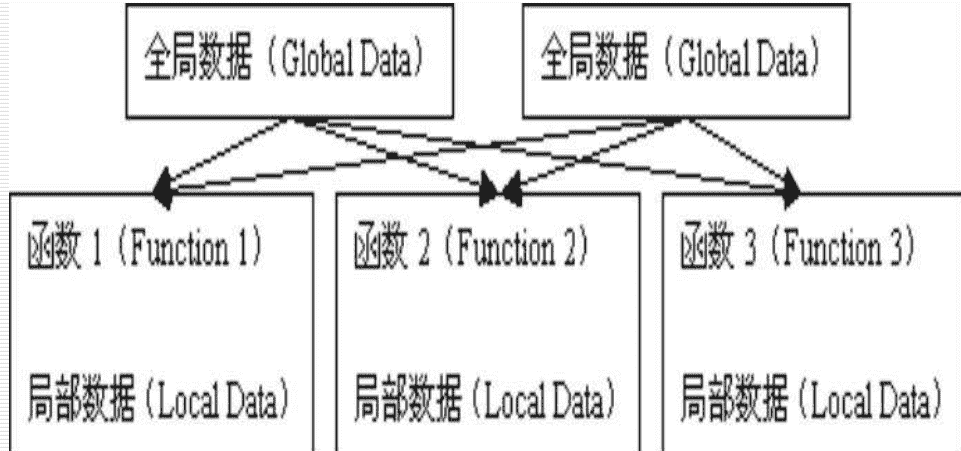 全局数据（Global Data）
全局数据（Global Data）
函数 1（Function 1）
函数 2（Function 2）
函数 3（Function 3）
局部数据（Local Data）
局部数据（Local Data）
局部数据（Local Data）